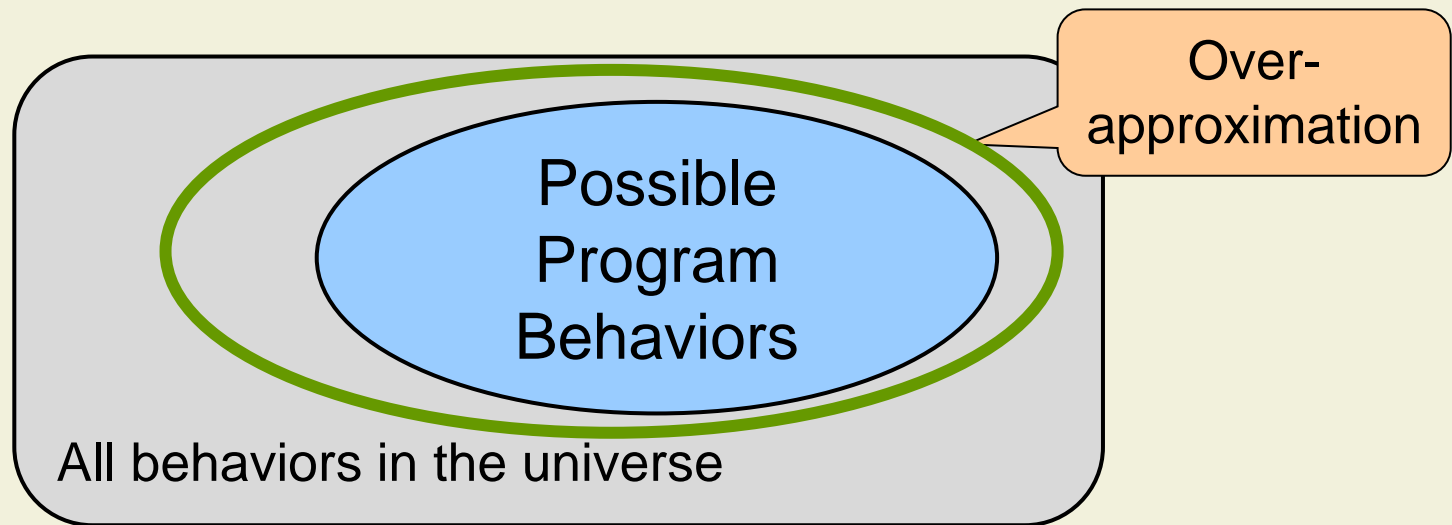 Over-
approximation
Possible
Program
Behaviors
All behaviors in the universe